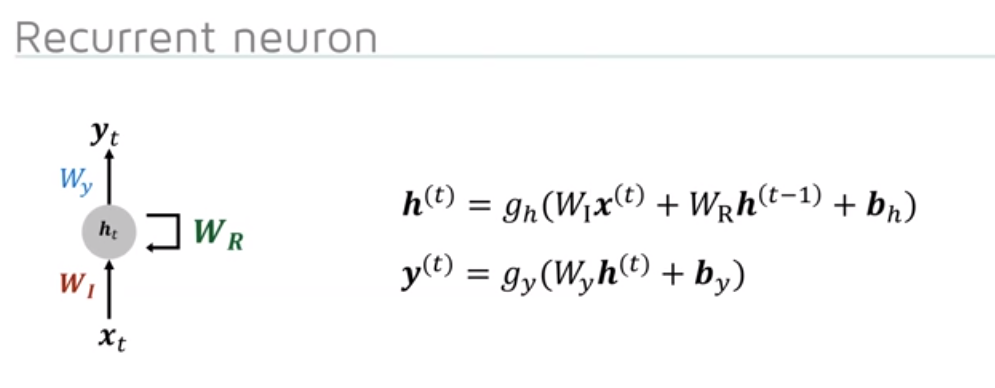 Recurrent neuron
y_t
W_y
h_t
W_R
W_I
x_t
h^(t) = g_h(W_I x^(t) + W_R h^(t−1) + b_h)
y^(t) = g_y(W_y h^(t) + b_y)